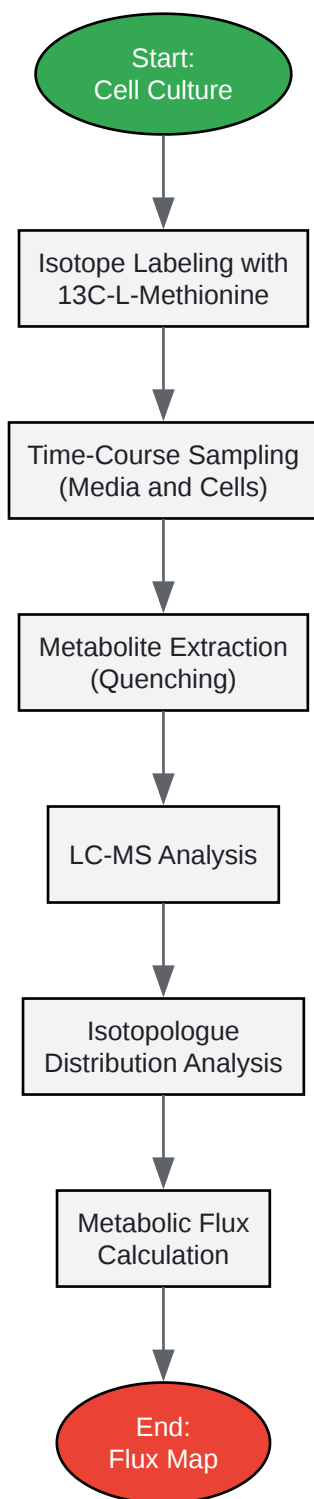 Start:
Cell Culture
Isotope Labeling with
13C-L-Methionine
Time-Course Sampling
(Media and Cells)
Metabolite Extraction
(Quenching)
LC-MS Analysis
Isotopologue
Distribution Analysis
Metabolic Flux
Calculation
End:
Flux Map